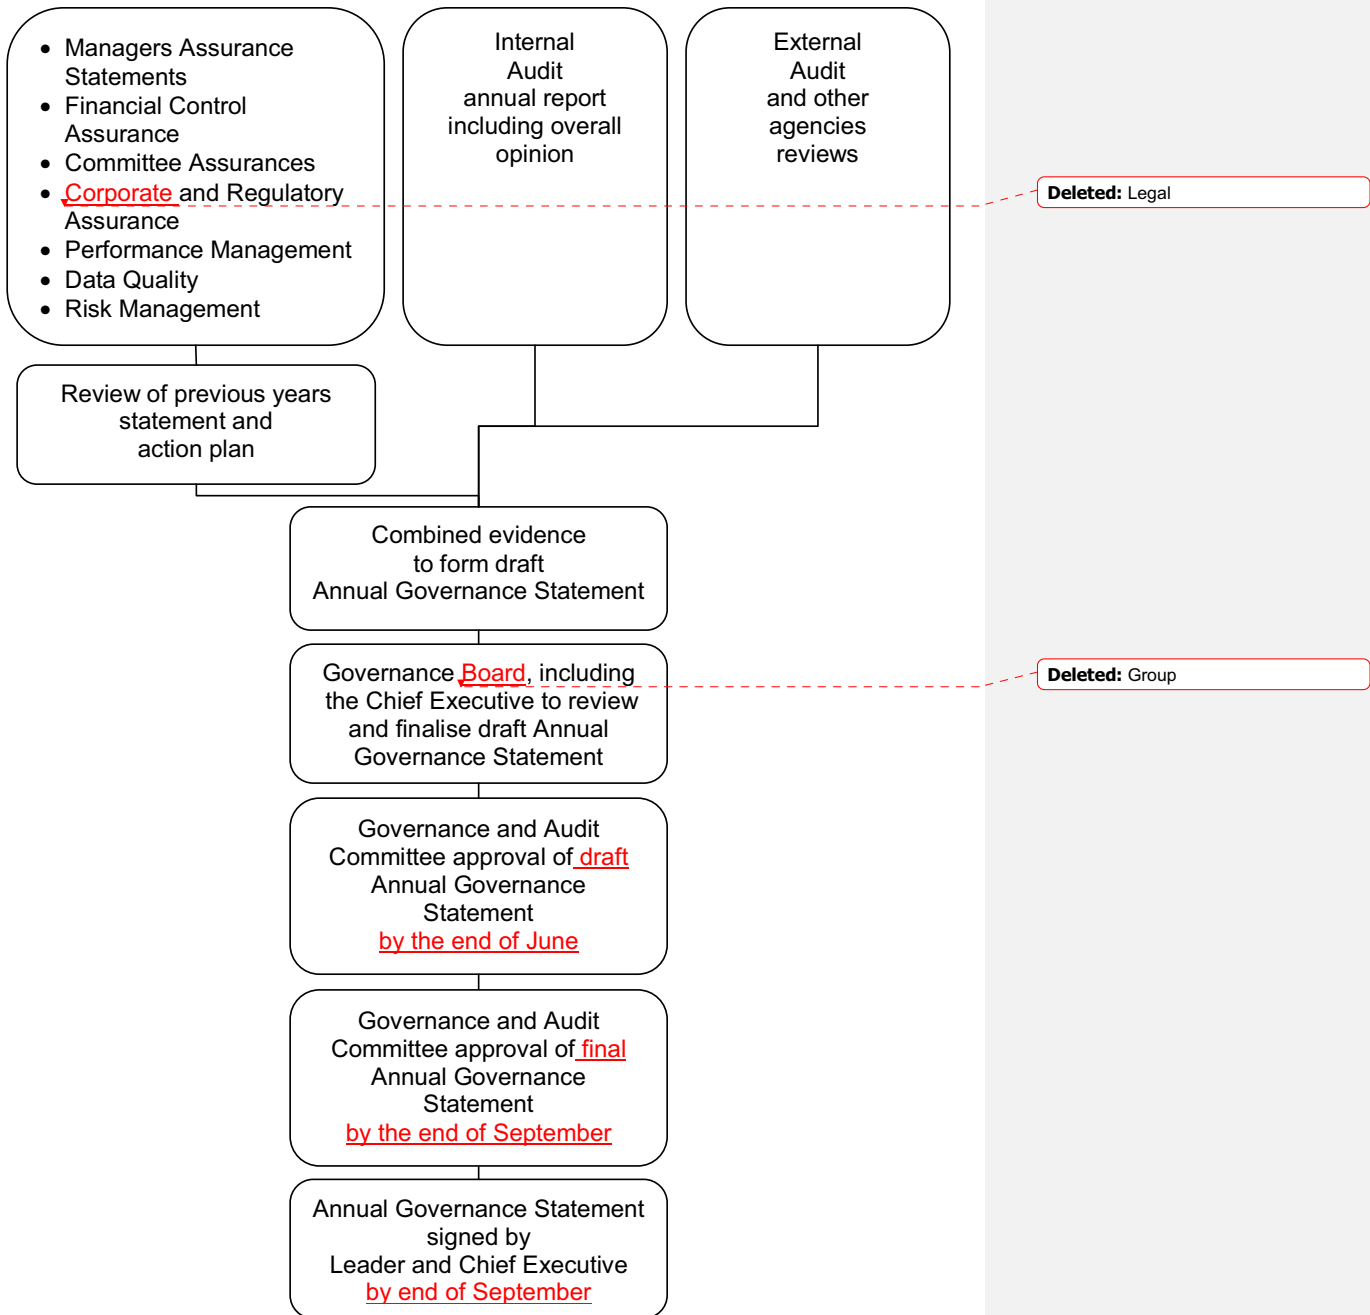 • Managers Assurance
Statements
• Financial Control
Assurance
• Committee Assurances
• Corporate and Regulatory
Assurance
• Performance Management
• Data Quality
• Risk Management
Internal
Audit
annual report
including overall
opinion
External
Audit
and other
agencies
reviews
Deleted: Legal
Review of previous years
statement and
action plan
Combined evidence
to form draft
Annual Governance Statement
Governance Board, including
the Chief Executive to review
and finalise draft Annual
Governance Statement
Deleted: Group
Governance and Audit
Committee approval of draft
Annual Governance
Statement
by the end of June
Governance and Audit
Committee approval of final
Annual Governance
Statement
by the end of September
Annual Governance Statement
signed by
Leader and Chief Executive
by end of September